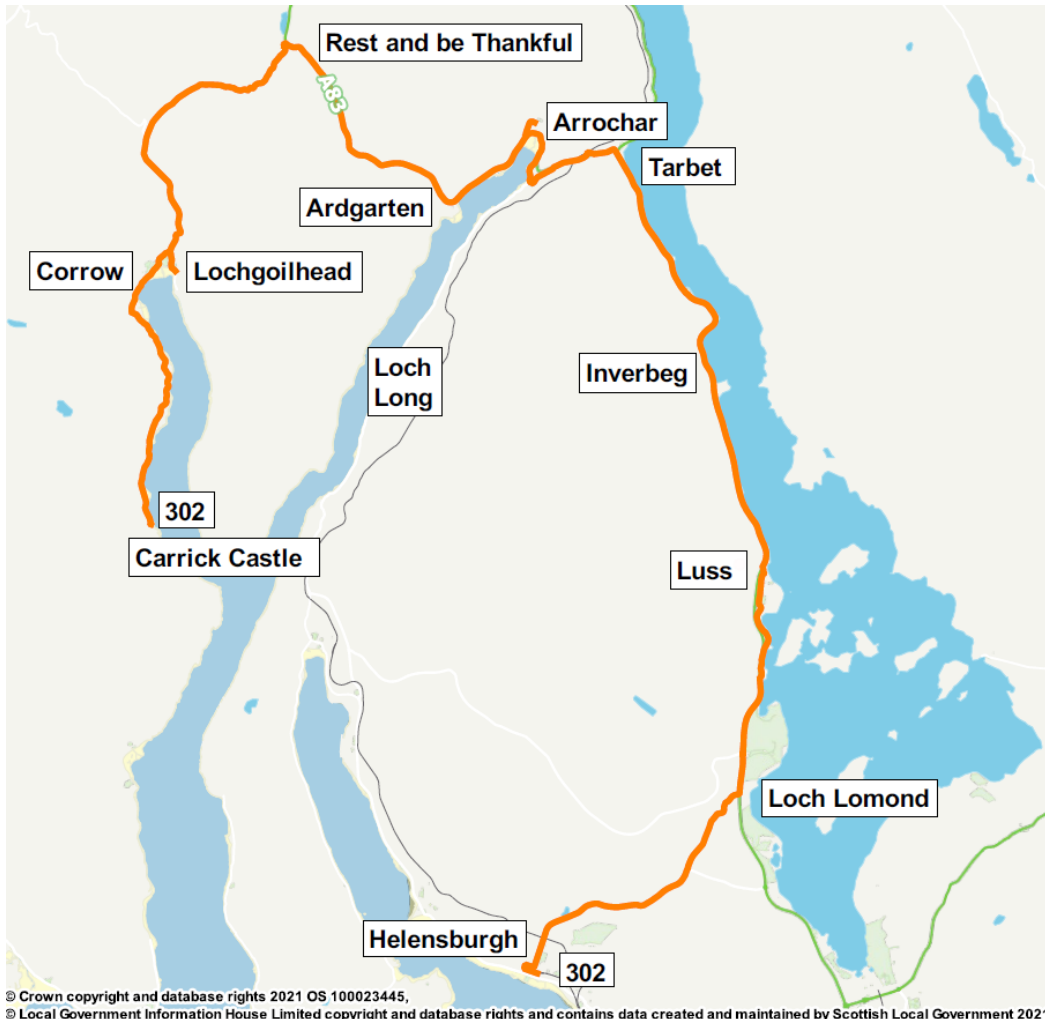 Rest and be Thankful
A83
Arrochar
Tarbet
Ardgarten
Corrow
Lochgoilhead
Loch
Long
Inverbeg
302
Carrick Castle
Luss
Loch Lomond
Helensburgh
302
© Crown copyright and database rights 2021 OS 100023445,
© Local Government Information House Limited copyright and database rights and contains data created and maintained by Scottish Local Government 2021